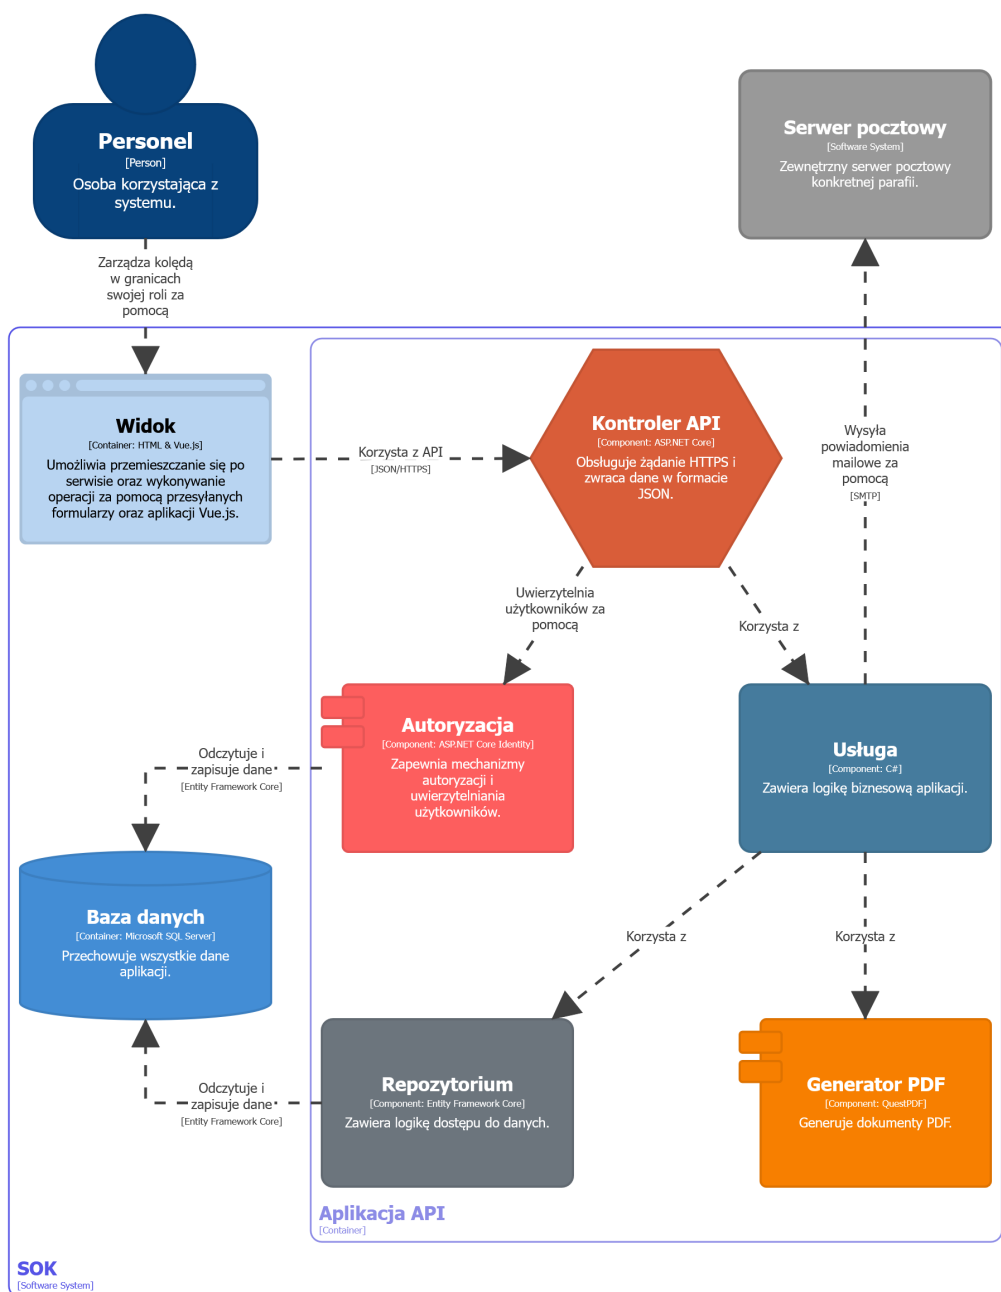 Personel
[Person]
Osoba korzystająca z
systemu.
Serwer pocztowy
[Software System]
Zewnętrzny serwer pocztowy
konkretnej parafii.
Zarządza kolędą
w granicach
swojej roli za
pomocą
Widok
[Container: HTML & Vue.js]
Umożliwia przemieszczanie się po
serwisie oraz wykonywanie
operacji za pomocą przesyłanych
formularzy oraz aplikacji Vue.js.
Korzysta z API
[JSON/HTTPS]
Kontroler API
[Component: ASP.NET Core]
Obsługuje żądanie HTTPS i
zwraca dane w formacie
JSON.
Wysyła
powiadomienia
mailowe za
pomocą
[SMTP]
Uwierzytelnia
użytkowników za
pomocą
Korzysta z
Autoryzacja
[Component: ASP.NET Core Identity]
Zapewnia mechanizmy
autoryzacji i
uwierzytelniania
użytkowników.
Usługa
[Component: C#]
Zawiera logikę biznesową aplikacji.
Odczytuje i
zapisuje dane
[Entity Framework Core]
Baza danych
[Container: Microsoft SQL Server]
Przechowuje wszystkie dane
aplikacji.
Korzysta z
Korzysta z
Odczytuje i
zapisuje dane
[Entity Framework Core]
Repozytorium
[Component: Entity Framework Core]
Zawiera logikę dostępu do danych.
Generator PDF
[Component: QuestPDF]
Generuje dokumenty PDF.
Aplikacja API
[Container]
SOK
[Software System]